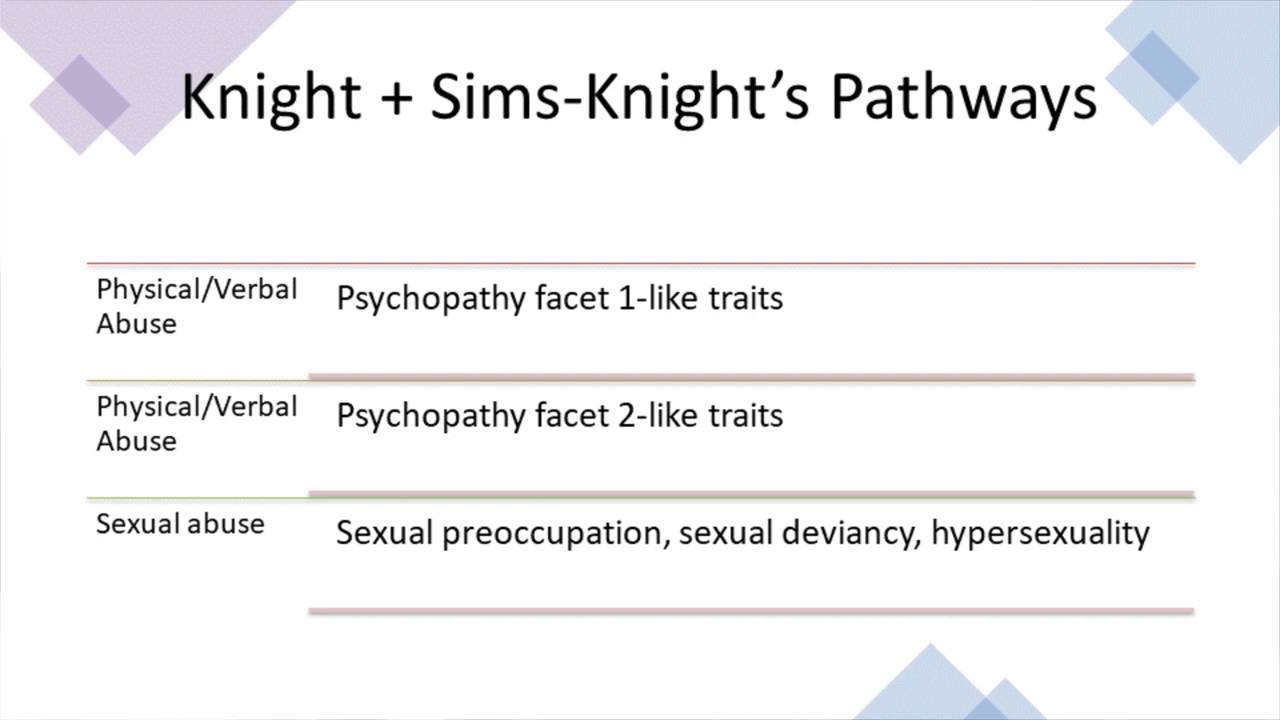 Knight + Sims-Knight’s Pathways
Physical/Verbal
Abuse
Psychopathy facet 1-like traits
Physical/Verbal
Abuse
Psychopathy facet 2-like traits
Sexual abuse
Sexual preoccupation, sexual deviancy, hypersexuality